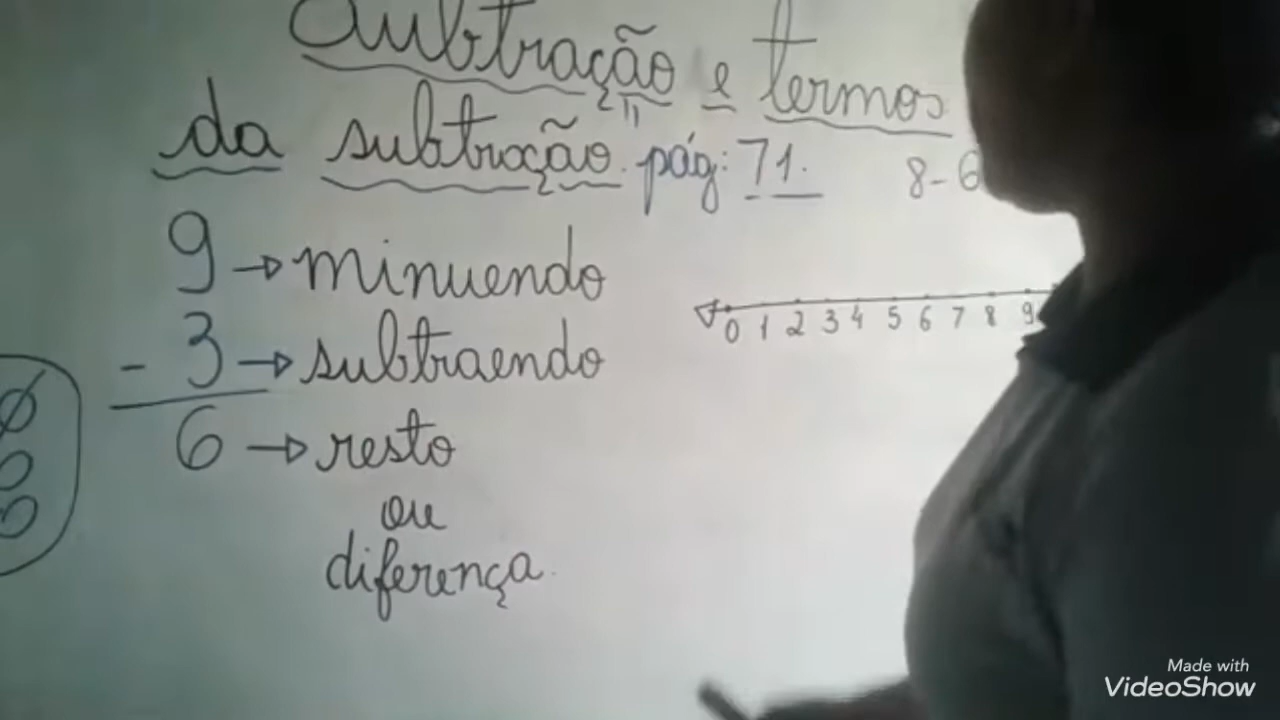 Subtração e termos
da subtração. pág: 71.
8-6
9 → minuendo
- 3 → subtraendo
6 → resto
ou
diferença.
0 1 2 3 4 5 6 7 8 9
Made with
VideoShow